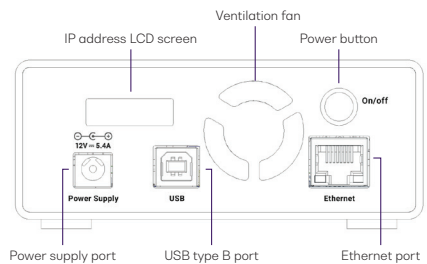 Ventilation fan
IP address LCD screen
Power button
On/off
12V⎓5.4A
Power Supply
USB
Ethernet
Power supply port
USB type B port
Ethernet port